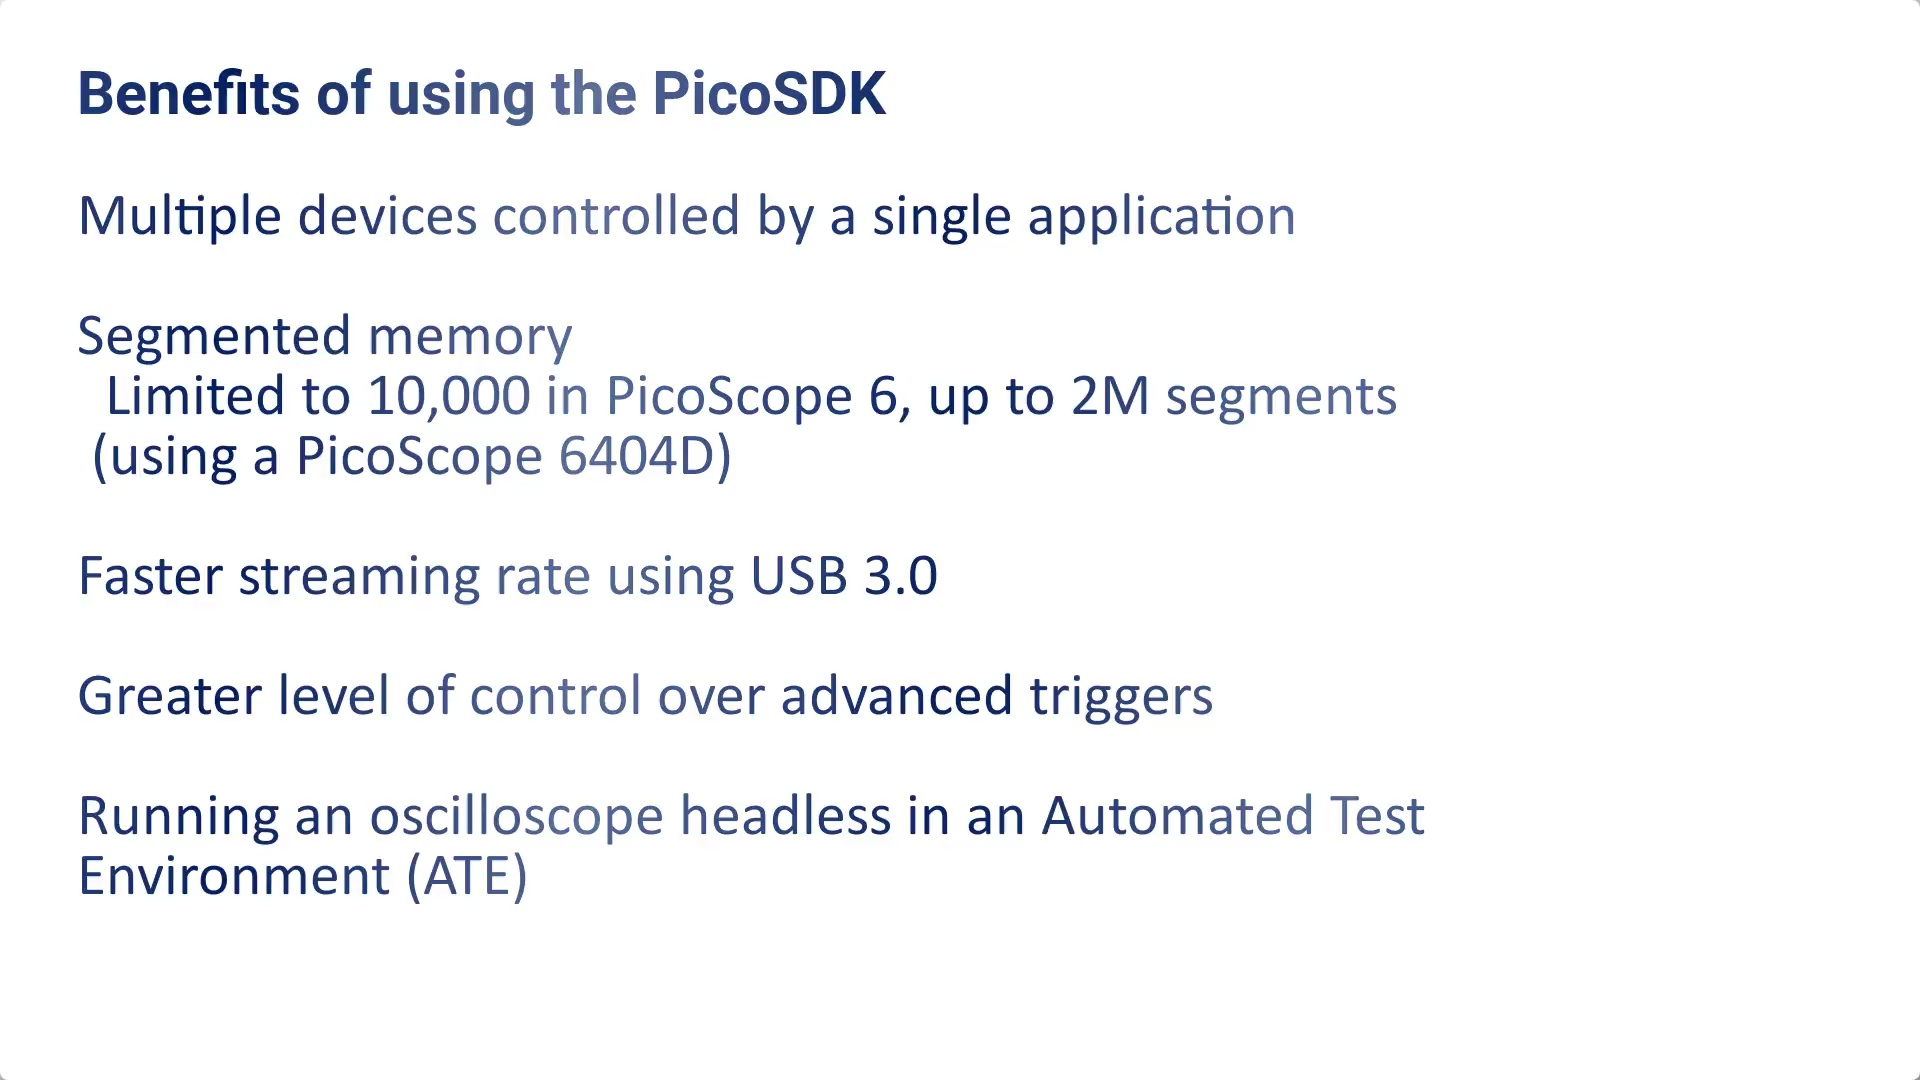 Benefits of using the PicoSDK
Multiple devices controlled by a single application
Segmented memory
Limited to 10,000 in PicoScope 6, up to 2M segments
(using a PicoScope 6404D)
Faster streaming rate using USB 3.0
Greater level of control over advanced triggers
Running an oscilloscope headless in an Automated Test
Environment (ATE)